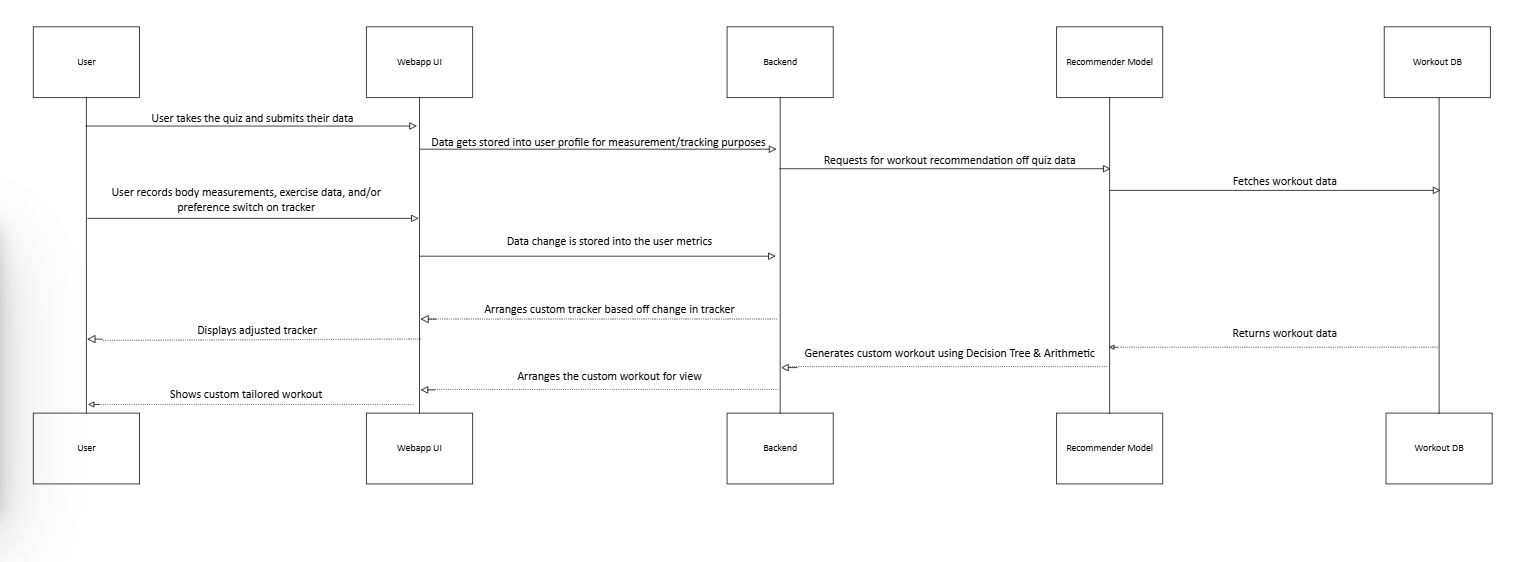 User
Webapp UI
Backend
Recommender Model
Workout DB
User takes the quiz and submits their data
Data gets stored into user profile for measurement/tracking purposes
Requests for workout recommendation off quiz data
Fetches workout data
User records body measurements, exercise data, and/or
preference switch on tracker
Data change is stored into the user metrics
Arranges custom tracker based off change in tracker
Displays adjusted tracker
Returns workout data
Generates custom workout using Decision Tree & Arithmetic
Arranges the custom workout for view
Shows custom tailored workout
User
Webapp UI
Backend
Recommender Model
Workout DB